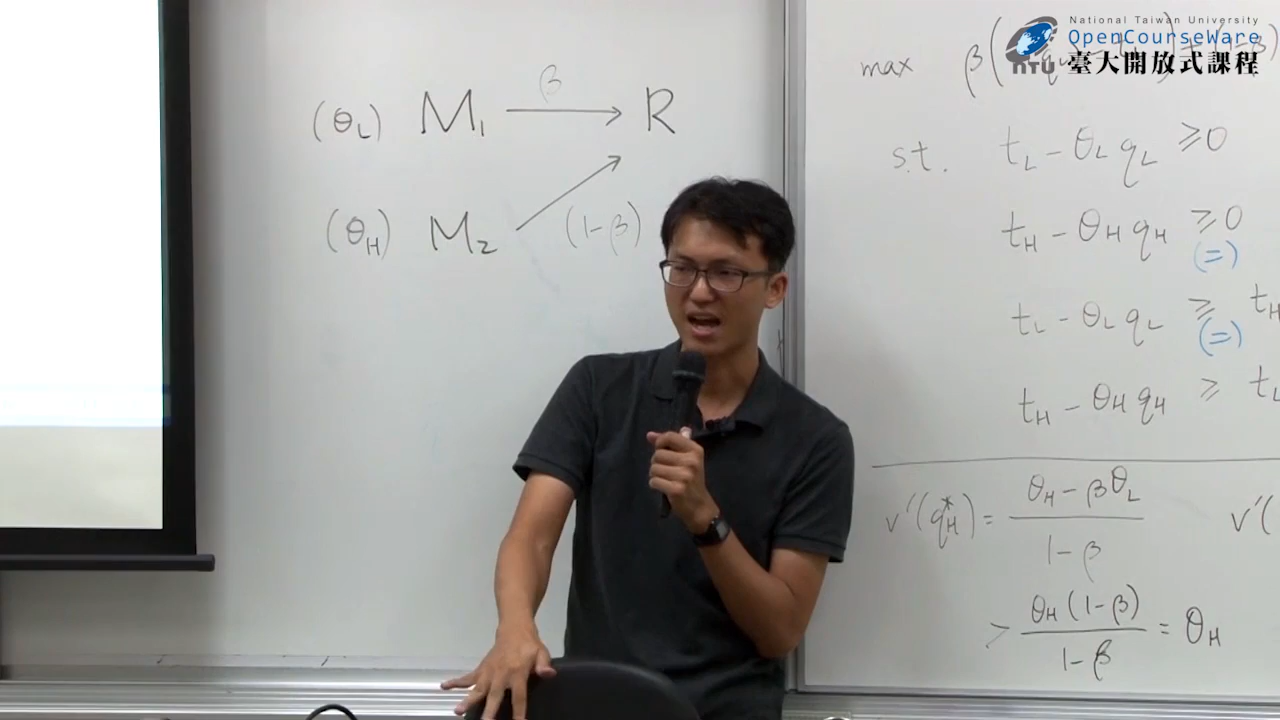 National Taiwan University
OpenCourseWare
臺大開放式課程
NTU
(θL) M1 β R
(θH) M2 (1-β)
max β(
s.t. tL - θL qL ≥ 0
tH - θH qH ≥ 0
(=)
tL - θL qL ≥ tH
(=)
tH - θH qH ≥ tL
v'(qH*) = (θH - βθL)/(1-β) v'(
> (θH(1-β))/(1-β) = θH